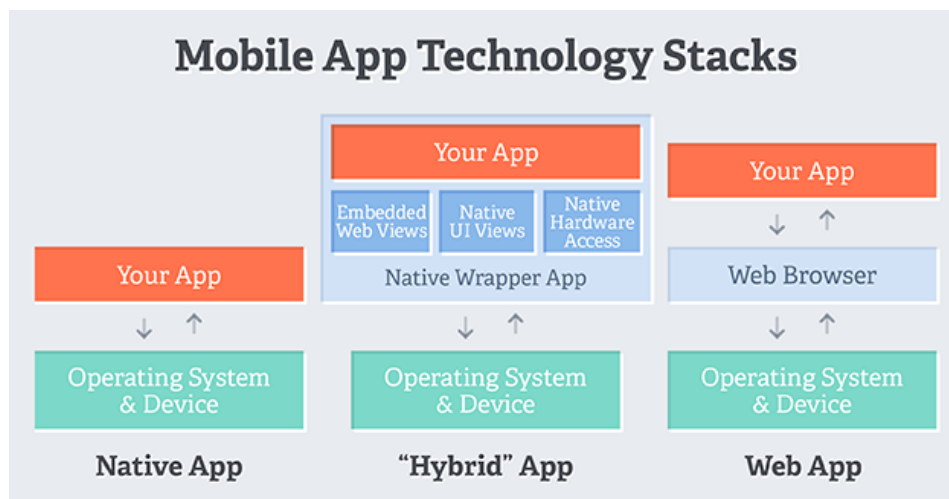 Mobile App Technology Stacks
Your App
Operating System
& Device
Native App
Your App
Embedded
Web Views
Native
UI Views
Native
Hardware
Access
Native Wrapper App
Operating System
& Device
“Hybrid” App
Your App
Web Browser
Operating System
& Device
Web App